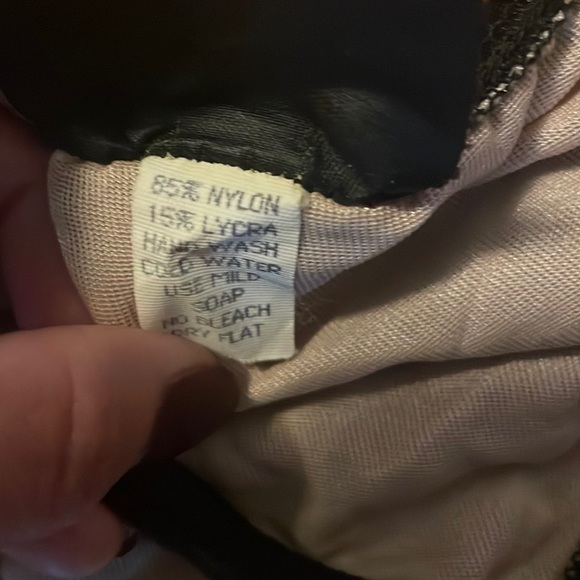 85% NYLON
15% LYCRA
HAND WASH
COLD WATER
USE MILD
SOAP
NO BLEACH
DRY FLAT